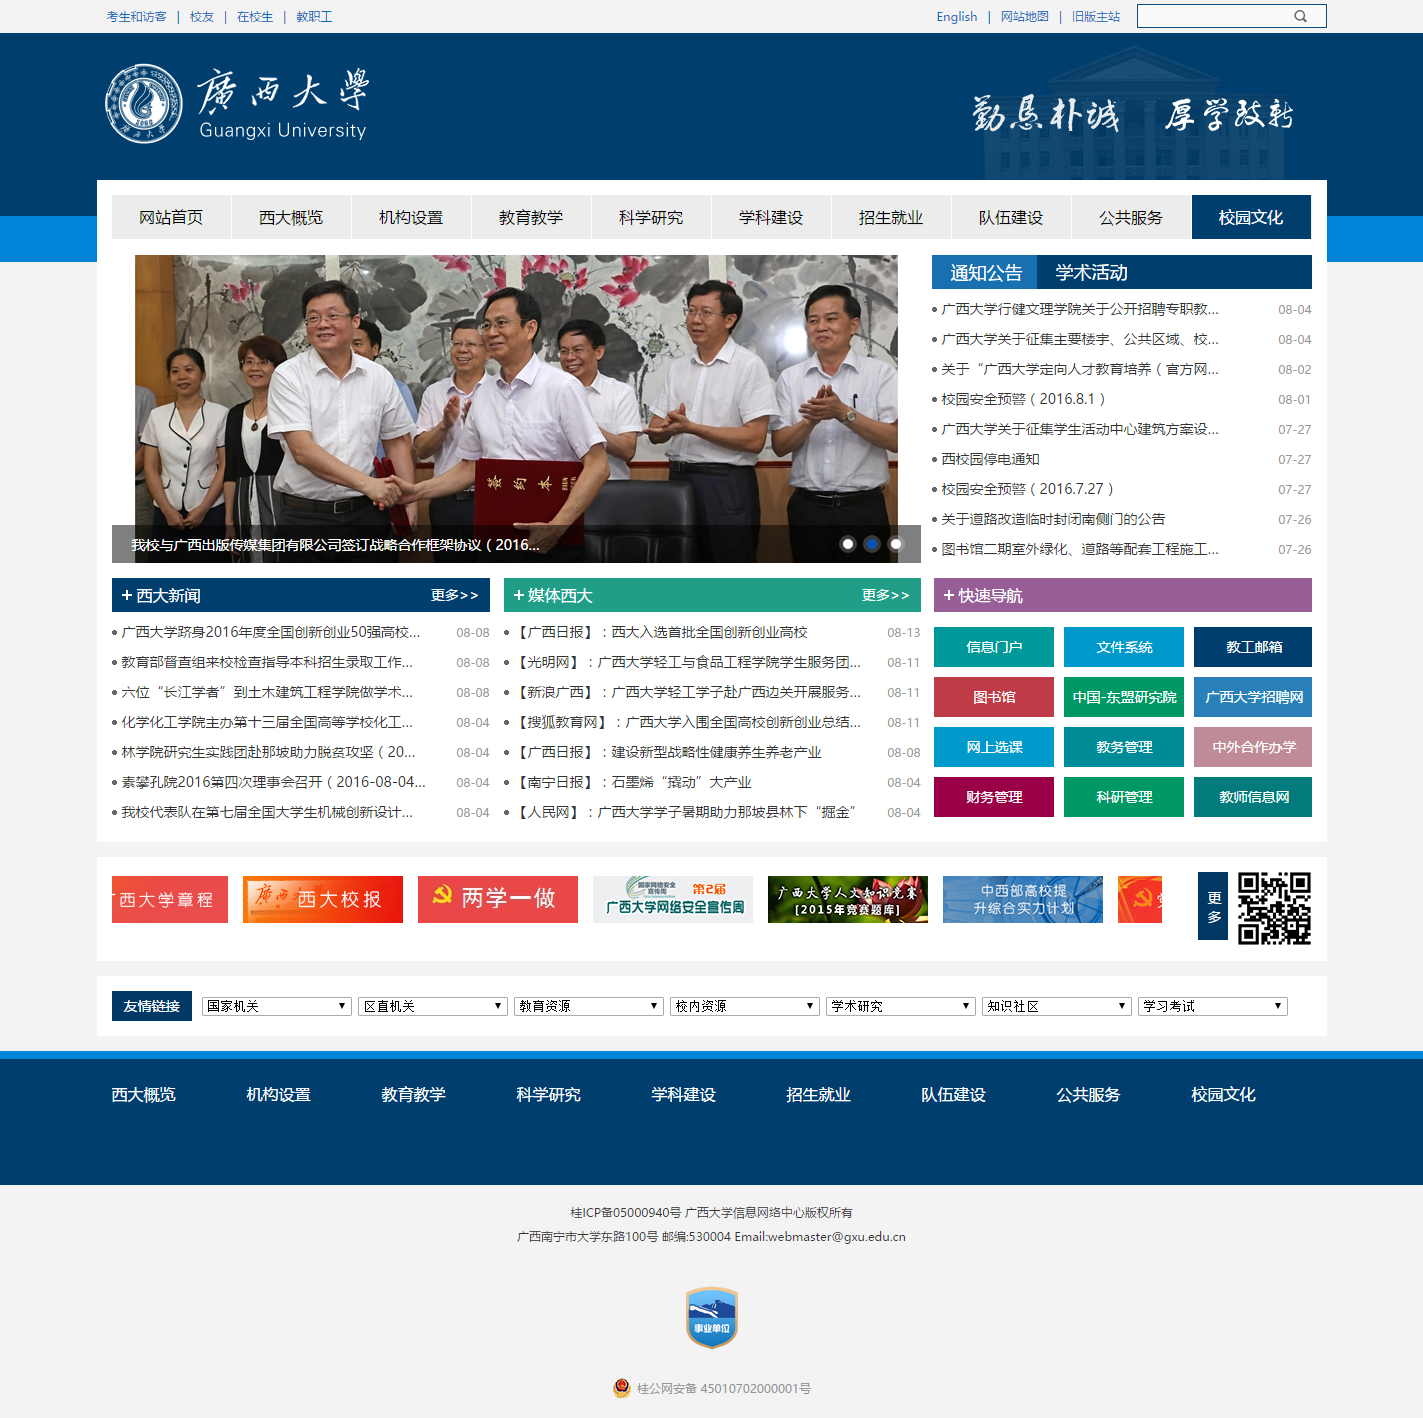 考生和访客 | 校友 | 在校生 | 教职工
English | 网站地图 | 旧版主站
廣西大學
Guangxi University
勤恳朴诚 厚学致新
网站首页 西大概览 机构设置 教育教学 科学研究 学科建设 招生就业 队伍建设 公共服务 校园文化
签约本
我校与广西出版传媒集团有限公司签订战略合作框架协议（2016...
通知公告 学术活动
广西大学行健文理学院关于公开招聘专职教... 08-04
广西大学关于征集主要楼宇、公共区域、校... 08-04
关于“广西大学定向人才教育培养（官方网... 08-02
校园安全预警（2016.8.1） 08-01
广西大学关于征集学生活动中心建筑方案设... 07-27
西校园停电通知 07-27
校园安全预警（2016.7.27） 07-27
关于道路改造临时封闭南侧门的公告 07-26
图书馆二期室外绿化、道路等配套工程施工... 07-26
+ 西大新闻 更多>>
广西大学跻身2016年度全国创新创业50强高校... 08-08
教育部督查组来校检查指导本科招生录取工作... 08-08
六位“长江学者”到土木建筑工程学院做学术... 08-08
化学化工学院主办第十三届全国高等学校化工... 08-04
林学院研究生实践团赴那坡助力脱贫攻坚（20... 08-04
素攀孔院2016第四次理事会召开（2016-08-04... 08-04
我校代表队在第七届全国大学生机械创新设计... 08-04
+ 媒体西大 更多>>
【广西日报】：西大入选首批全国创新创业高校 08-13
【光明网】：广西大学轻工与食品工程学院学生服务团... 08-11
【新浪广西】：广西大学轻工学子赴广西边关开展服务... 08-11
【搜狐教育网】：广西大学入围全国高校创新创业总结... 08-11
【广西日报】：建设新型战略性健康养生养老产业 08-08
【南宁日报】：石墨烯“撬动”大产业 08-04
【人民网】：广西大学学子暑期助力那坡县林下“掘金” 08-04
+ 快速导航
信息门户 文件系统 教工邮箱
图书馆 中国-东盟研究院 广西大学招聘网
网上选课 教务管理 中外合作办学
财务管理 科研管理 教师信息网
广西大学章程
西大校报
两学一做
国家网络安全
宣传周
第2届
广西大学网络安全宣传周
广西大学人文知识竞赛
[2015年竞赛题库]
中西部高校提
升综合实力计划
更多
友情链接 国家机关 区直机关 教育资源 校内资源 学术研究 知识社区 学习考试
西大概览 机构设置 教育教学 科学研究 学科建设 招生就业 队伍建设 公共服务 校园文化
桂ICP备05000940号 广西大学信息网络中心版权所有
广西南宁市大学东路100号 邮编:530004 Email:webmaster@gxu.edu.cn
事业单位
桂公网安备 45010702000001号